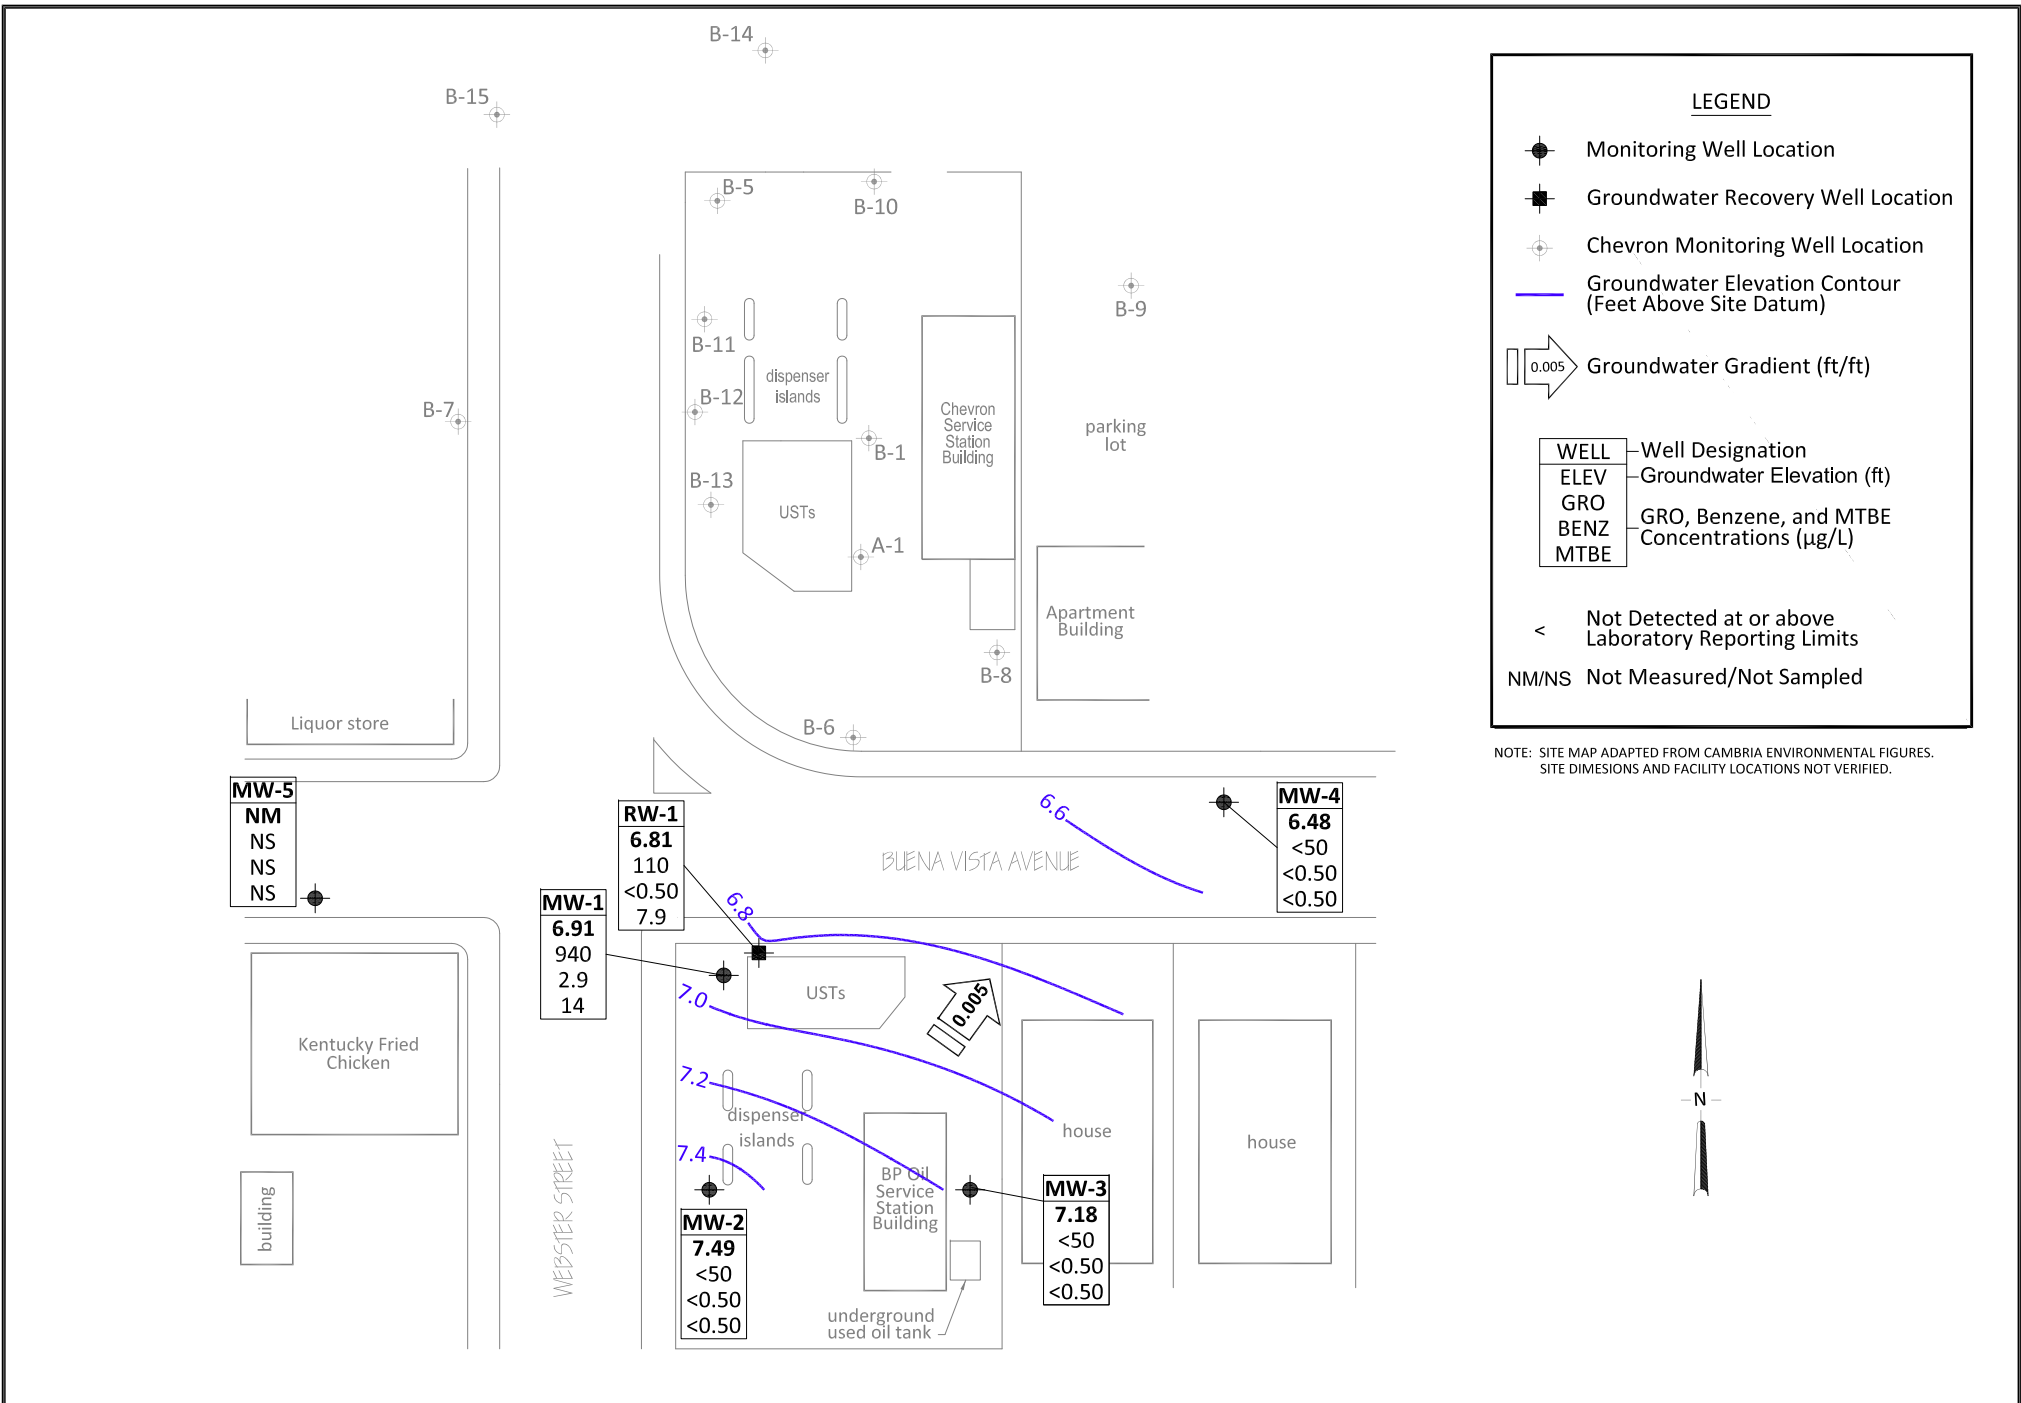 B-14
B-15
B-5
B-10
B-9
B-11
dispenser
islands
B-12
B-7
Chevron
Service
Station
Building
B-1
parking
lot
B-13
USTs
A-1
Apartment
Building
B-8
B-6
Liquor store
LEGEND
Monitoring Well Location
Groundwater Recovery Well Location
Chevron Monitoring Well Location
Groundwater Elevation Contour
(Feet Above Site Datum)
0.005
Groundwater Gradient (ft/ft)
WELL
Well Designation
ELEV
Groundwater Elevation (ft)
GRO
BENZ
MTBE
GRO, Benzene, and MTBE
Concentrations (µg/L)
<
Not Detected at or above
Laboratory Reporting Limits
NM/NS Not Measured/Not Sampled
NOTE: SITE MAP ADAPTED FROM CAMBRIA ENVIRONMENTAL FIGURES.
SITE DIMESIONS AND FACILITY LOCATIONS NOT VERIFIED.
MW-5
NM
NS
NS
NS
RW-1
6.81
110
<0.50
7.9
MW-1
6.91
940
2.9
14
MW-4
6.48
<50
<0.50
<0.50
6.6
BUENA VISTA AVENUE
6.8
7.0
USTs
0.005
7.2
dispenser
islands
7.4
Kentucky Fried
Chicken
building
WEBSTER STREET
BP Oil
Service
Station
Building
house
house
MW-2
7.49
<50
<0.50
<0.50
MW-3
7.18
<50
<0.50
<0.50
underground
used oil tank
N